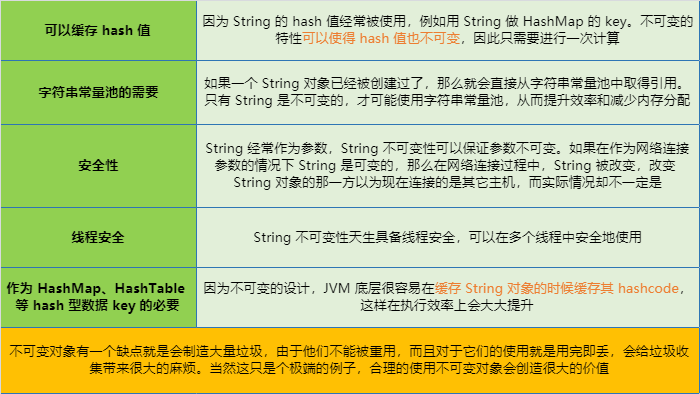 可以缓存 hash 值
因为 String 的 hash 值经常被使用，例如用 String 做 HashMap 的 key。不可变的
特性可以使得 hash 值也不可变，因此只需要进行一次计算
字符串常量池的需要
如果一个 String 对象已经被创建过了，那么就会直接从字符串常量池中取得引用。
只有 String 是不可变的，才可能使用字符串常量池，从而提升效率和减少内存分配
安全性
String 经常作为参数，String 不可变性可以保证参数不可变。如果在作为网络连接
参数的情况下 String 是可变的，那么在网络连接过程中，String 被改变，改变
String 对象的那一方以为现在连接的是其它主机，而实际情况却不一定是
线程安全
String 不可变性天生具备线程安全，可以在多个线程中安全地使用
作为 HashMap、HashTable
等 hash 型数据 key 的必要
因为不可变的设计，JVM 底层很容易在缓存 String 对象的时候缓存其 hashcode，
这样在执行效率上会大大提升
不可变对象有一个缺点就是会制造大量垃圾，由于他们不能被重用，而且对于它们的使用就是用完即丢，会给垃圾收
集带来很大的麻烦。当然这只是个极端的例子，合理的使用不可变对象会创造很大的价值